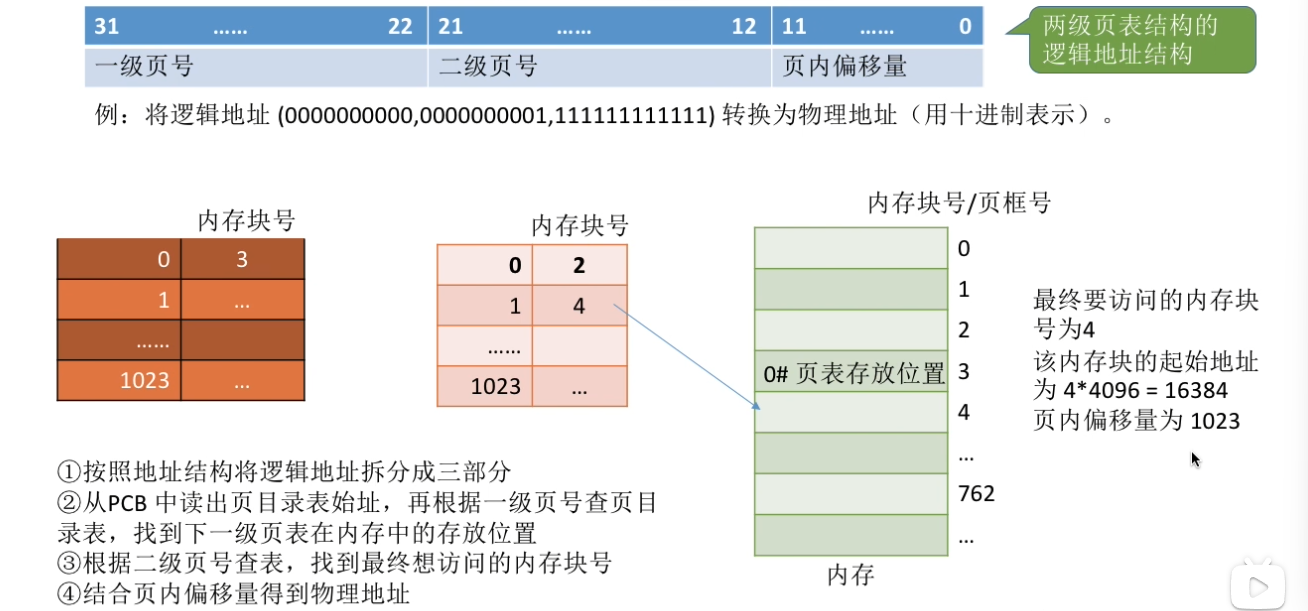 31 …… 22 21 …… 12 11 …… 0
一级页号 二级页号 页内偏移量
两级页表结构的
逻辑地址结构
例：将逻辑地址 (0000000000,0000000001,111111111111) 转换为物理地址（用十进制表示）。
内存块号
0 3
1 …
……
1023 …
内存块号
0 2
1 4
……
1023 …
内存块号/页框号
0
1
2
0# 页表存放位置 3
4
…
762
…
内存
最终要访问的内存块
号为4
该内存块的起始地址
为 4*4096 = 16384
页内偏移量为 1023
①按照地址结构将逻辑地址拆分成三部分
②从PCB 中读出页目录表始址，再根据一级页号查页目
录表，找到下一级页表在内存中的存放位置
③根据二级页号查表，找到最终想访问的内存块号
④结合页内偏移量得到物理地址